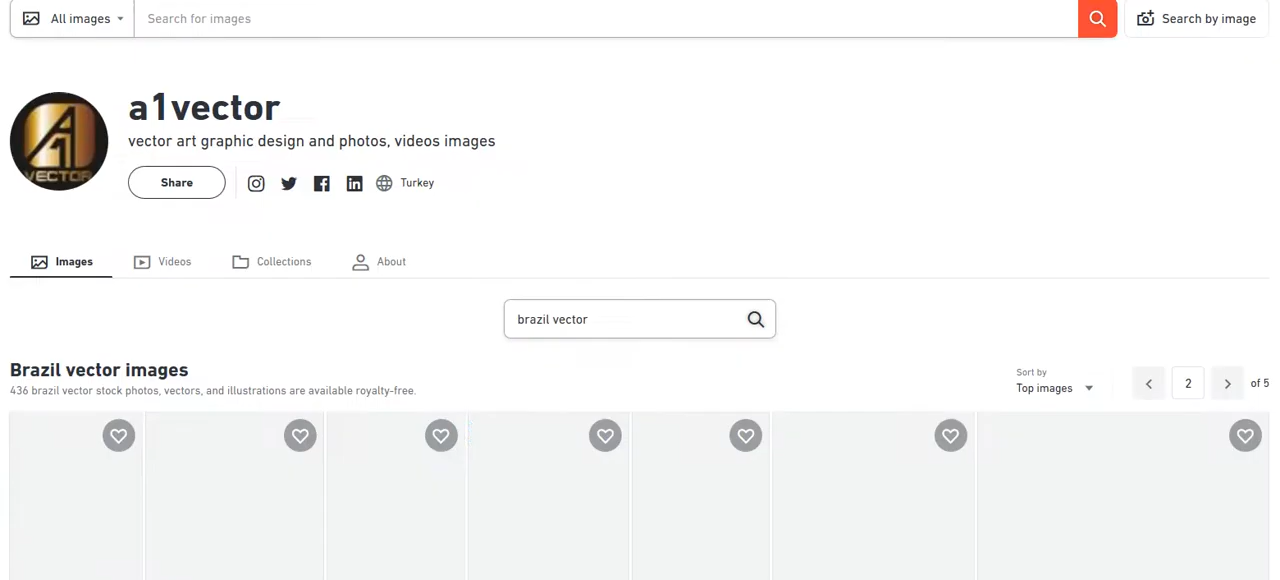 All images
Search for images
Search by image
a1vector
VECTOR
vector art graphic design and photos, videos images
Share
Turkey
Images
Videos
Collections
About
brazil vector
Brazil vector images
436 brazil vector stock photos, vectors, and illustrations are available royalty-free.
Sort by
Top images
2
of 5